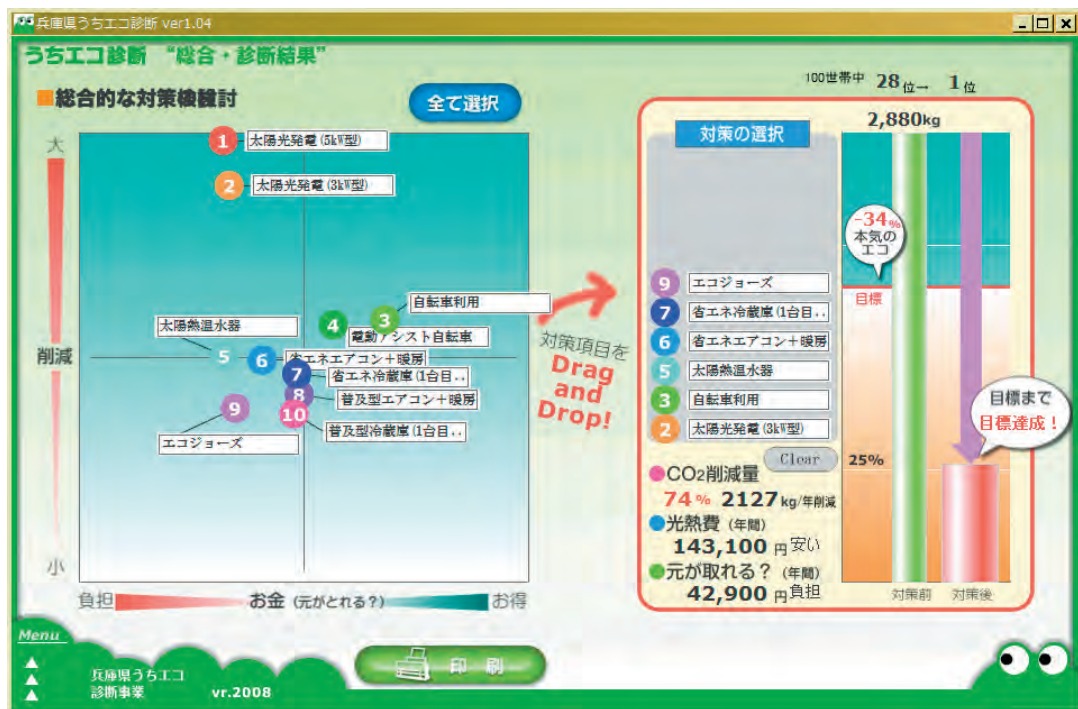 兵庫県うちエコ診断 ver1.04
うちエコ診断 “総合・診断結果”
■総合的な対策検討
全て選択
大
削減
小
1 太陽光発電(5kW型)
2 太陽光発電(3kW型)
自転車利用
3
4
電動アシスト自転車
太陽熱温水器
5
6 省エネエアコン+暖房
7 省エネ冷蔵庫(1台目..
8 普及型エアコン+暖房
9
10
エコジョーズ
普及型冷蔵庫(1台目..
負担
お金 (元がとれる?)
お得
対策項目を
Drag
and
Drop!
100世帯中 28位→ 1位
対策の選択
9 エコジョーズ
7 省エネ冷蔵庫(1台目..
6 省エネエアコン+暖房
5 太陽熱温水器
3 自転車利用
2 太陽光発電(3kW型)
Clear
CO2削減量
74% 2127kg/年削減
光熱費 (年間)
143,100 円安い
元が取れる? (年間)
42,900 円負担
2,880kg
-34%
本気の
エコ
目標
25%
目標まで
目標達成!
対策前
対策後
Menu
兵庫県うちエコ
診断事業 vr.2008
印刷